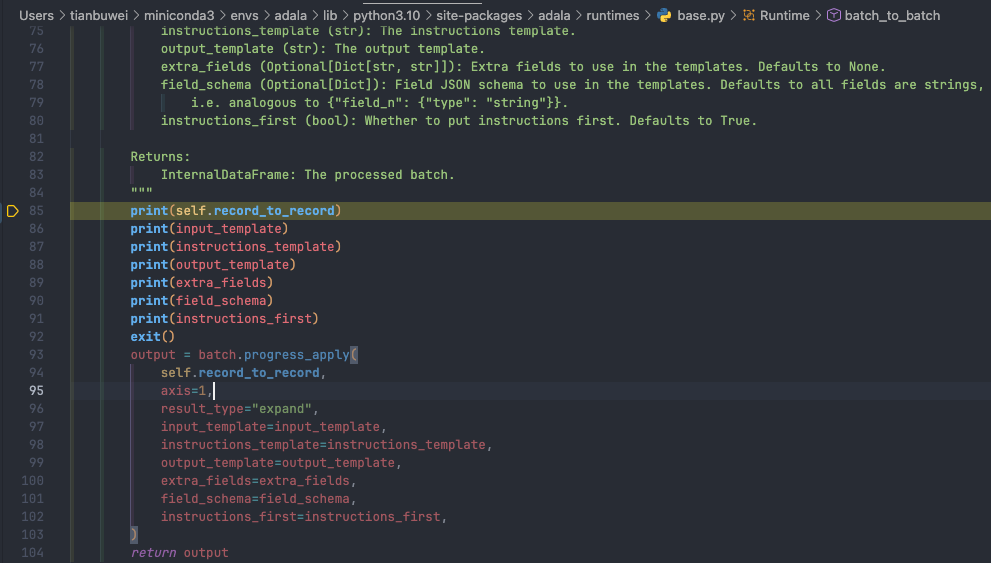 Users > tianbuwei > miniconda3 > envs > adala > lib > python3.10 > site-packages > adala > runtimes > base.py > Runtime > batch_to_batch
75 instructions_template (str): The instructions template.
76 output_template (str): The output template.
77 extra_fields (Optional[Dict[str, str]]): Extra fields to use in the templates. Defaults to None.
78 field_schema (Optional[Dict]): Field JSON schema to use in the templates. Defaults to all fields are strings,
79 i.e. analogous to {"field_n": {"type": "string"}}.
80 instructions_first (bool): Whether to put instructions first. Defaults to True.
81
82 Returns:
83 InternalDataFrame: The processed batch.
84 """
85 print(self.record_to_record)
86 print(input_template)
87 print(instructions_template)
88 print(output_template)
89 print(extra_fields)
90 print(field_schema)
91 print(instructions_first)
92 exit()
93 output = batch.progress_apply(
94 self.record_to_record,
95 axis=1,
96 result_type="expand",
97 input_template=input_template,
98 instructions_template=instructions_template,
99 output_template=output_template,
100 extra_fields=extra_fields,
101 field_schema=field_schema,
102 instructions_first=instructions_first,
103 )
104 return output